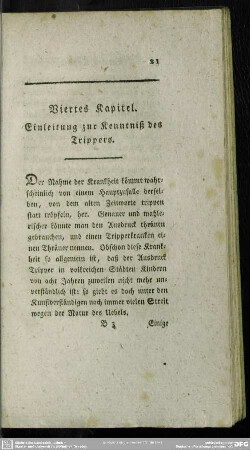 21
Viertes Kapitel.
Einleitung zur Kenntniß des
Trippers.
Der Nahme der Krankheit kömmt wahr-
scheinlich von einem Hauptzufalle dersel-
ben, von dem alten Zeitworte trippen
statt tröpfeln, her. Genauer und mahle-
rischer könnte man den Ausdruck thränen
gebrauchen, und einen Tripperkranken ei-
nen Thräner nennen. Obschon diese Krank-
heit so allgemein ist, daß der Ausdruck
Tripper in volkreichen Städten Kindern
von acht Jahren zuweilen nicht mehr un-
verständlich ist: so giebt es doch unter den
Kunstverständigen noch immer vielen Streit
wegen der Natur des Uebels.
B 3 Einige